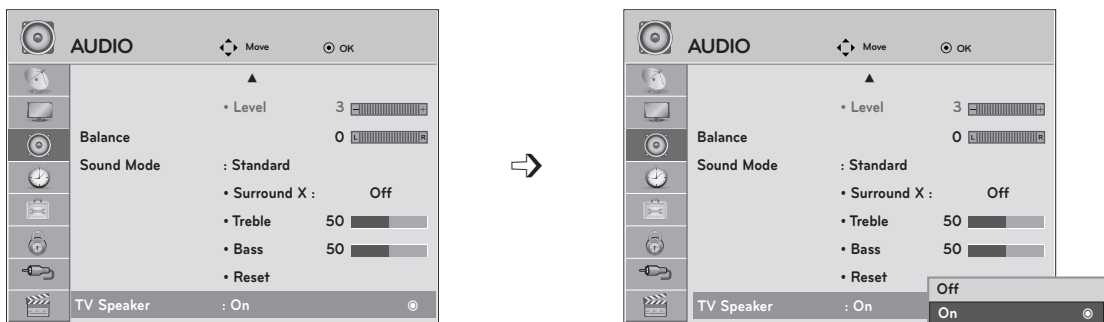 AUDIO Move OK
▲
• Level 3 - +
Balance 0 L R
Sound Mode : Standard
• Surround X : Off
• Treble 50
• Bass 50
• Reset
TV Speaker : On
AUDIO Move OK
▲
• Level 3 - +
Balance 0 L R
Sound Mode : Standard
• Surround X : Off
• Treble 50
• Bass 50
• Reset
TV Speaker : On
Off
On